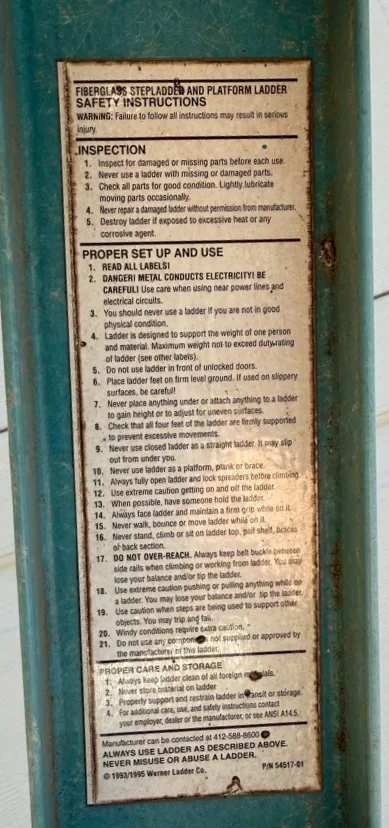 FIBERGLASS STEPLADDER AND PLATFORM LADDER
SAFETY INSTRUCTIONS
WARNING: Failure to follow all instructions may result in serious
injury.
INSPECTION
1. Inspect for damaged or missing parts before each use.
2. Never use a ladder with missing or damaged parts.
3. Check all parts for good condition. Lightly lubricate
moving parts occasionally.
4. Never repair a damaged ladder without permission from manufacturer.
5. Destroy ladder if exposed to excessive heat or any
corrosive agent.
PROPER SET UP AND USE
1. READ ALL LABELS!
2. DANGER! METAL CONDUCTS ELECTRICITY! BE
CAREFUL! Use care when using near power lines and
electrical circuits.
3. You should never use a ladder if you are not in good
physical condition.
4. Ladder is designed to support the weight of one person
and material. Maximum weight not to exceed duty rating
of ladder (see other labels).
5. Do not use ladder in front of unlocked doors.
6. Place ladder feet on firm level ground. If used on slippery
surfaces, be careful!
7. Never place anything under or attach anything to a ladder
to gain height or to adjust for uneven surfaces.
8. Check that all four feet of the ladder are firmly supported
to prevent excessive movements.
9. Never use closed ladder as a straight ladder. It may slip
out from under you.
10. Never use ladder as a platform, plank or brace.
11. Always fully open ladder and lock spreaders before climbing.
12. Use extreme caution getting on and off the ladder.
13. When possible, have someone hold the ladder.
14. Always face ladder and maintain a firm grip while on it.
15. Never walk, bounce or move ladder while on it.
16. Never stand, climb or sit on ladder top, pail shelf, braces
or back section.
17. DO NOT OVER-REACH. Always keep belt buckle between
side rails when climbing or working from ladder. You may
lose your balance and/or tip the ladder.
18. Use extreme caution pushing or pulling anything while on
a ladder. You may lose your balance and/or tip the ladder.
19. Use caution when steps are being used to support other
objects. You may trip and fall.
20. Windy conditions require extra caution.
21. Do not use any component not supplied or approved by
the manufacturer of this ladder.
PROPER CARE AND STORAGE
1. Always keep ladder clean of all foreign materials.
2. Never store material on ladder
3. Properly support and restrain ladder in transit or storage.
4. For additional care, use, and safety instructions contact
your employer, dealer or the manufacturer, or see ANSI A14.5.
Manufacturer can be contacted at 412-588-8600
ALWAYS USE LADDER AS DESCRIBED ABOVE.
NEVER MISUSE OR ABUSE A LADDER.
© 1993/1995 Werner Ladder Co. P/N 54517-01